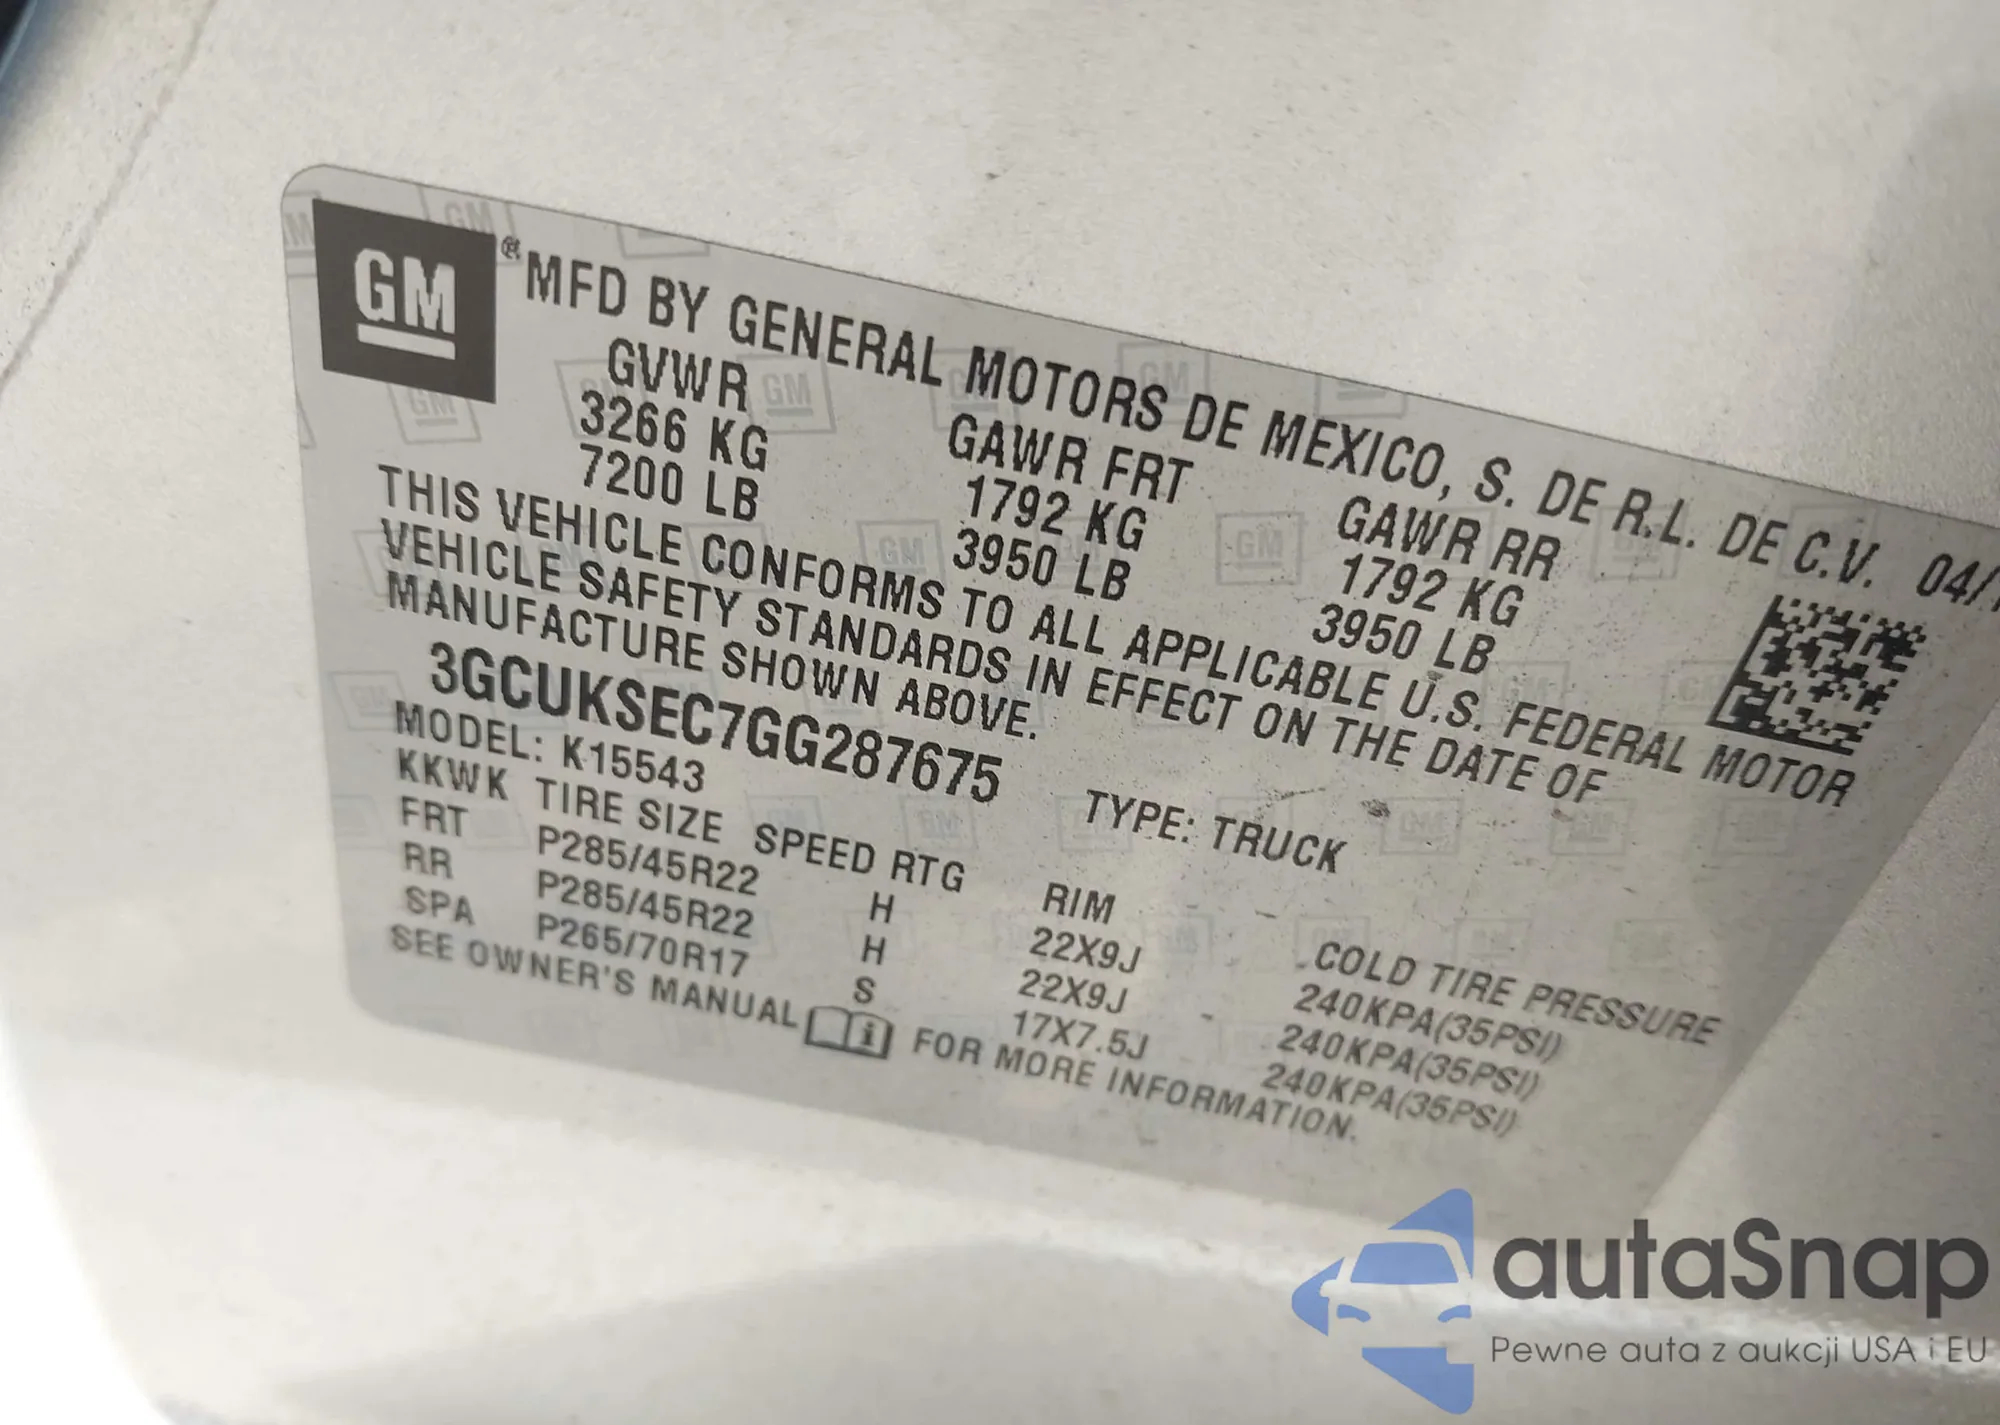 GM
® MFD BY GENERAL MOTORS DE MEXICO, S. DE R.L. DE C.V. 04/
GVWR GAWR FRT GAWR RR
3266 KG 1792 KG 1792 KG
7200 LB 3950 LB 3950 LB
THIS VEHICLE CONFORMS TO ALL APPLICABLE U.S. FEDERAL MOTOR
VEHICLE SAFETY STANDARDS IN EFFECT ON THE DATE OF
MANUFACTURE SHOWN ABOVE.
3GCUKSEC7GG287675 TYPE: TRUCK
MODEL: K15543
KKWK TIRE SIZE SPEED RTG RIM COLD TIRE PRESSURE
FRT P285/45R22 H 22X9J 240KPA(35PSI)
RR P285/45R22 H 22X9J 240KPA(35PSI)
SPA P265/70R17 S 17X7.5J 240KPA(35PSI)
SEE OWNER'S MANUAL FOR MORE INFORMATION.
autaSnap
Pewne auta z aukcji USA i EU